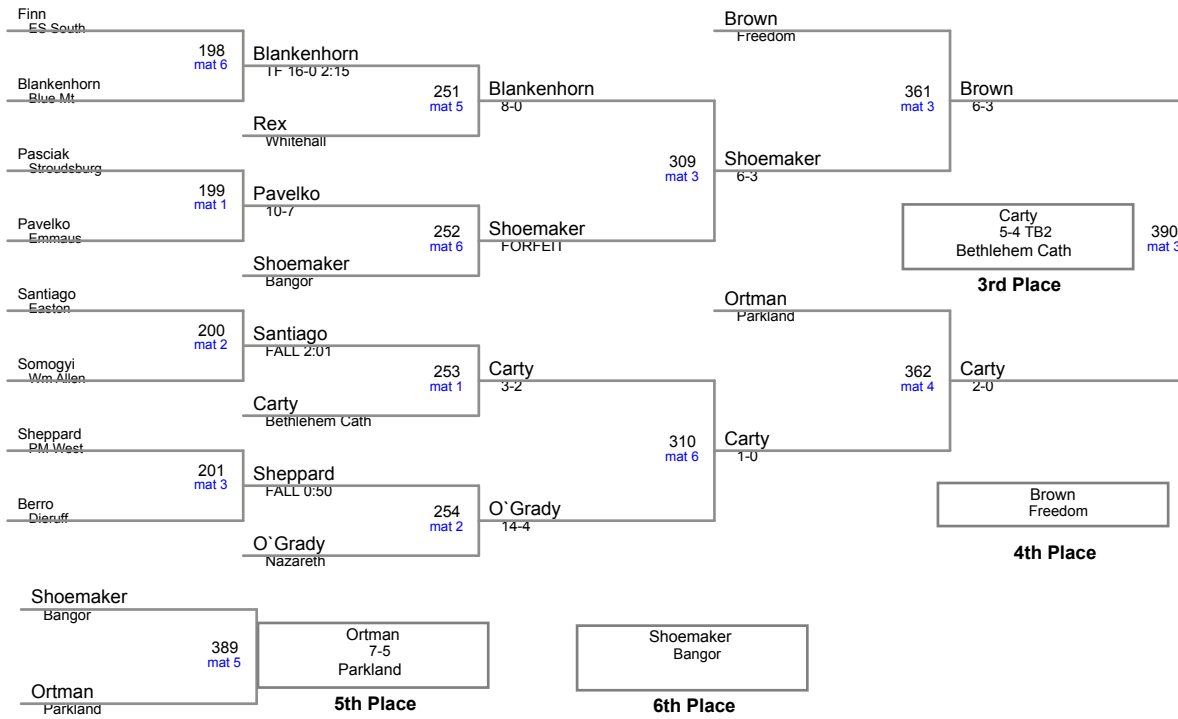 Finn
ES South
198
mat 6
Blankenhorn
Blue Mt
Blankenhorn
TF 16-0 2:15
251
mat 5
Rex
Whitehall
Blankenhorn
8-0
Pasciak
Stroudsburg
199
mat 1
Pavelko
Emmaus
Pavelko
10-7
252
mat 6
Shoemaker
Bangor
Shoemaker
FORFEIT
309
mat 3
Brown
Freedom
Shoemaker
6-3
361
mat 3
Brown
6-3
Carty
5-4 TB2
Bethlehem Cath
390
mat 3
3rd Place
Santiago
Easton
200
mat 2
Somogyi
Wm Allen
Santiago
FALL 2:01
253
mat 1
Carty
Bethlehem Cath
Carty
3-2
Sheppard
PM West
201
mat 3
Berro
Dieruff
Sheppard
FALL 0:50
254
mat 2
O`Grady
Nazareth
O`Grady
14-4
310
mat 6
Ortman
Parkland
Carty
1-0
362
mat 4
Carty
2-0
Brown
Freedom
4th Place
Shoemaker
Bangor
389
mat 5
Ortman
Parkland
Ortman
7-5
Parkland
5th Place
Shoemaker
Bangor
6th Place